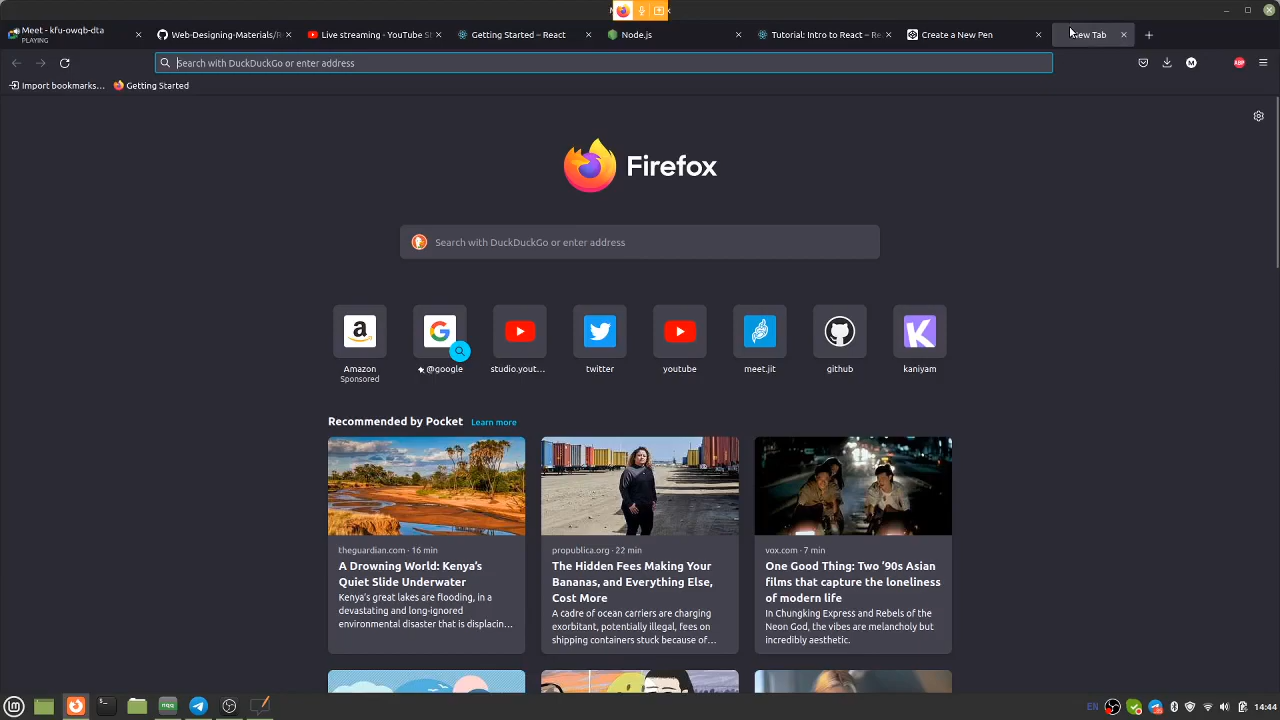 Meet - kfu-owqb-dta
PLAYING
Web-Designing-Materials/R
Live streaming - YouTube S
Getting Started – React
Node.js
Tutorial: Intro to React – Re
Create a New Pen
New Tab
Search with DuckDuckGo or enter address
Import bookmarks...
Getting Started
Firefox
Search with DuckDuckGo or enter address
Amazon
Sponsored
@google
studio.yout...
twitter
youtube
meet.jit
github
kaniyam
Recommended by Pocket
Learn more
theguardian.com · 16 min
A Drowning World: Kenya's
Quiet Slide Underwater
Kenya's great lakes are flooding, in a
devastating and long-ignored
environmental disaster that is displacin...
propublica.org · 22 min
The Hidden Fees Making Your
Bananas, and Everything Else,
Cost More
A cadre of ocean carriers are charging
exorbitant, potentially illegal, fees on
shipping containers stuck because of...
vox.com · 7 min
One Good Thing: Two '90s Asian
films that capture the loneliness
of modern life
In Chungking Express and Rebels of the
Neon God, the vibes are melancholy but
incredibly aesthetic.
EN
14:44